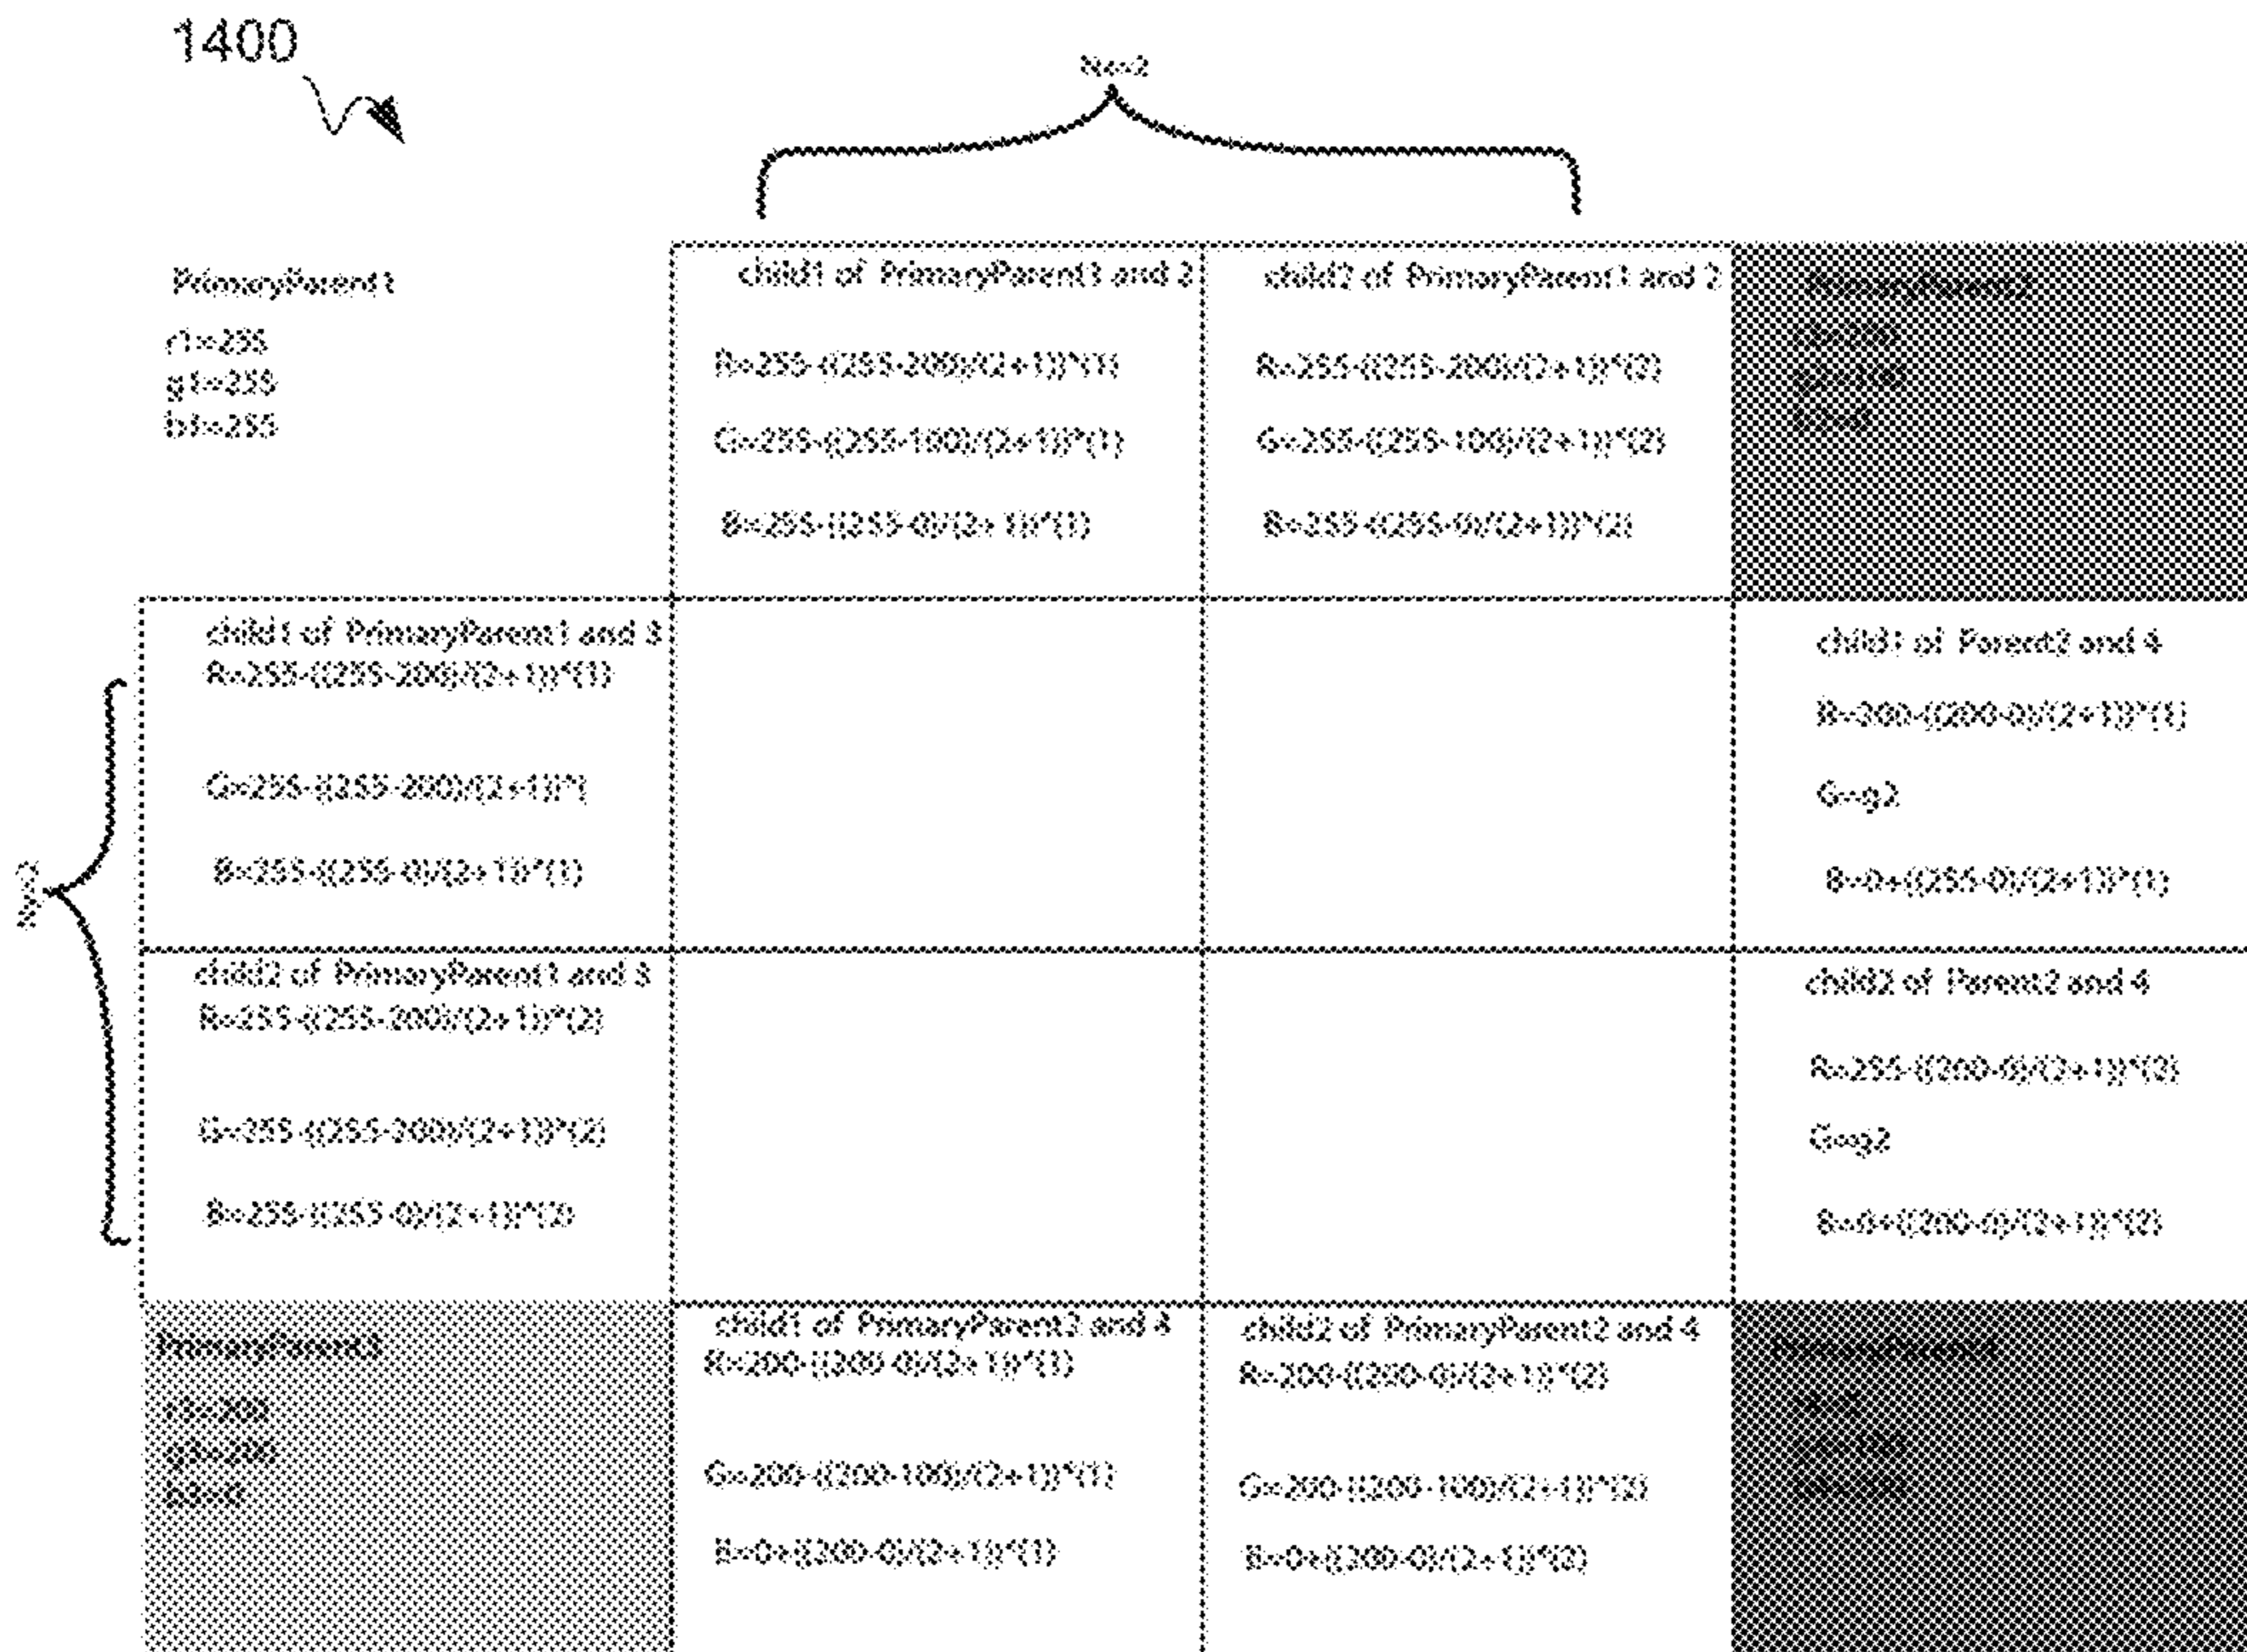 1400
PrimaryParent1
r1=255
g1=255
b1=255
child1 of PrimaryParent1 and 2
R=255-((255-200)/(2+1))*(1)
G=255-((255-100)/(2+1))*(1)
B=255-((255-0)/(2+1))*(1)
child2 of PrimaryParent1 and 2
R=255-((255-200)/(2+1))*(2)
G=255-((255-100)/(2+1))*(2)
B=255-((255-0)/(2+1))*(2)
PrimaryParent2
child1 of PrimaryParent1 and 3
R=255-((255-200)/(2+1))*(1)
G=255-((255-200)/(2+1))*(
B=255-((255-0)/(2+1))*(1)
child1 of Parent2 and 4
R=200-((200-0)/(2+1))*(1)
G=g2
B=0+((255-0)/(2+1))*(1)
child2 of PrimaryParent1 and 3
R=255-((255-200)/(2+1))*(2)
G=255-((255-200)/(2+1))*(2)
B=255-((255-0)/(2+1))*(2)
child2 of Parent2 and 4
R=255-((200-0)/(2+1))*(2)
G=g2
B=0+((200-0)/(2+1))*(2)
PrimaryParent3
r3=200
g3=200
b3=0
child1 of PrimaryParent2 and 4
R=200-((200-0)/(2+1))*(1)
G=200-((200-100)/(2+1))*(1)
B=0+((200-0)/(2+1))*(1)
child2 of PrimaryParent2 and 4
R=200-((200-0)/(2+1))*(2)
G=200-((200-100)/(2+1))*(2)
B=0+((200-0)/(2+1))*(2)